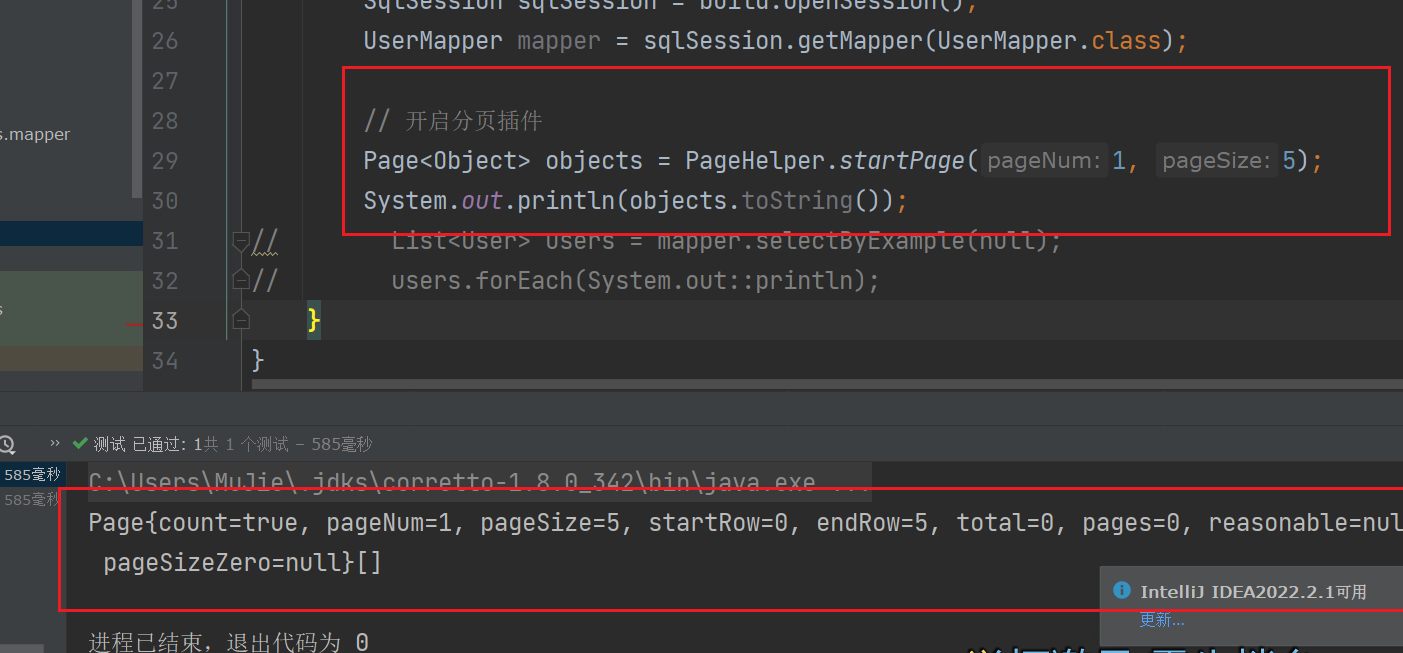 25 SqlSession sqlSession = build.openSession();
26 UserMapper mapper = sqlSession.getMapper(UserMapper.class);
27
s.mapper
28 // 开启分页插件
29 Page<Object> objects = PageHelper.startPage( pageNum: 1, pageSize: 5);
30 System.out.println(objects.toString());
31 // List<User> users = mapper.selectByExample(null);
32 // users.forEach(System.out::println);
s
33 }
34 }
» 测试 已通过: 1共 1 个测试 – 585毫秒
585毫秒
585毫秒
C:\Users\MuJie\.jdks\corretto-1.8.0_342\bin\java.exe ...
Page{count=true, pageNum=1, pageSize=5, startRow=0, endRow=5, total=0, pages=0, reasonable=nul
pageSizeZero=null}[]
IntelliJ IDEA2022.2.1可用
更新...
进程已结束，退出代码为 0